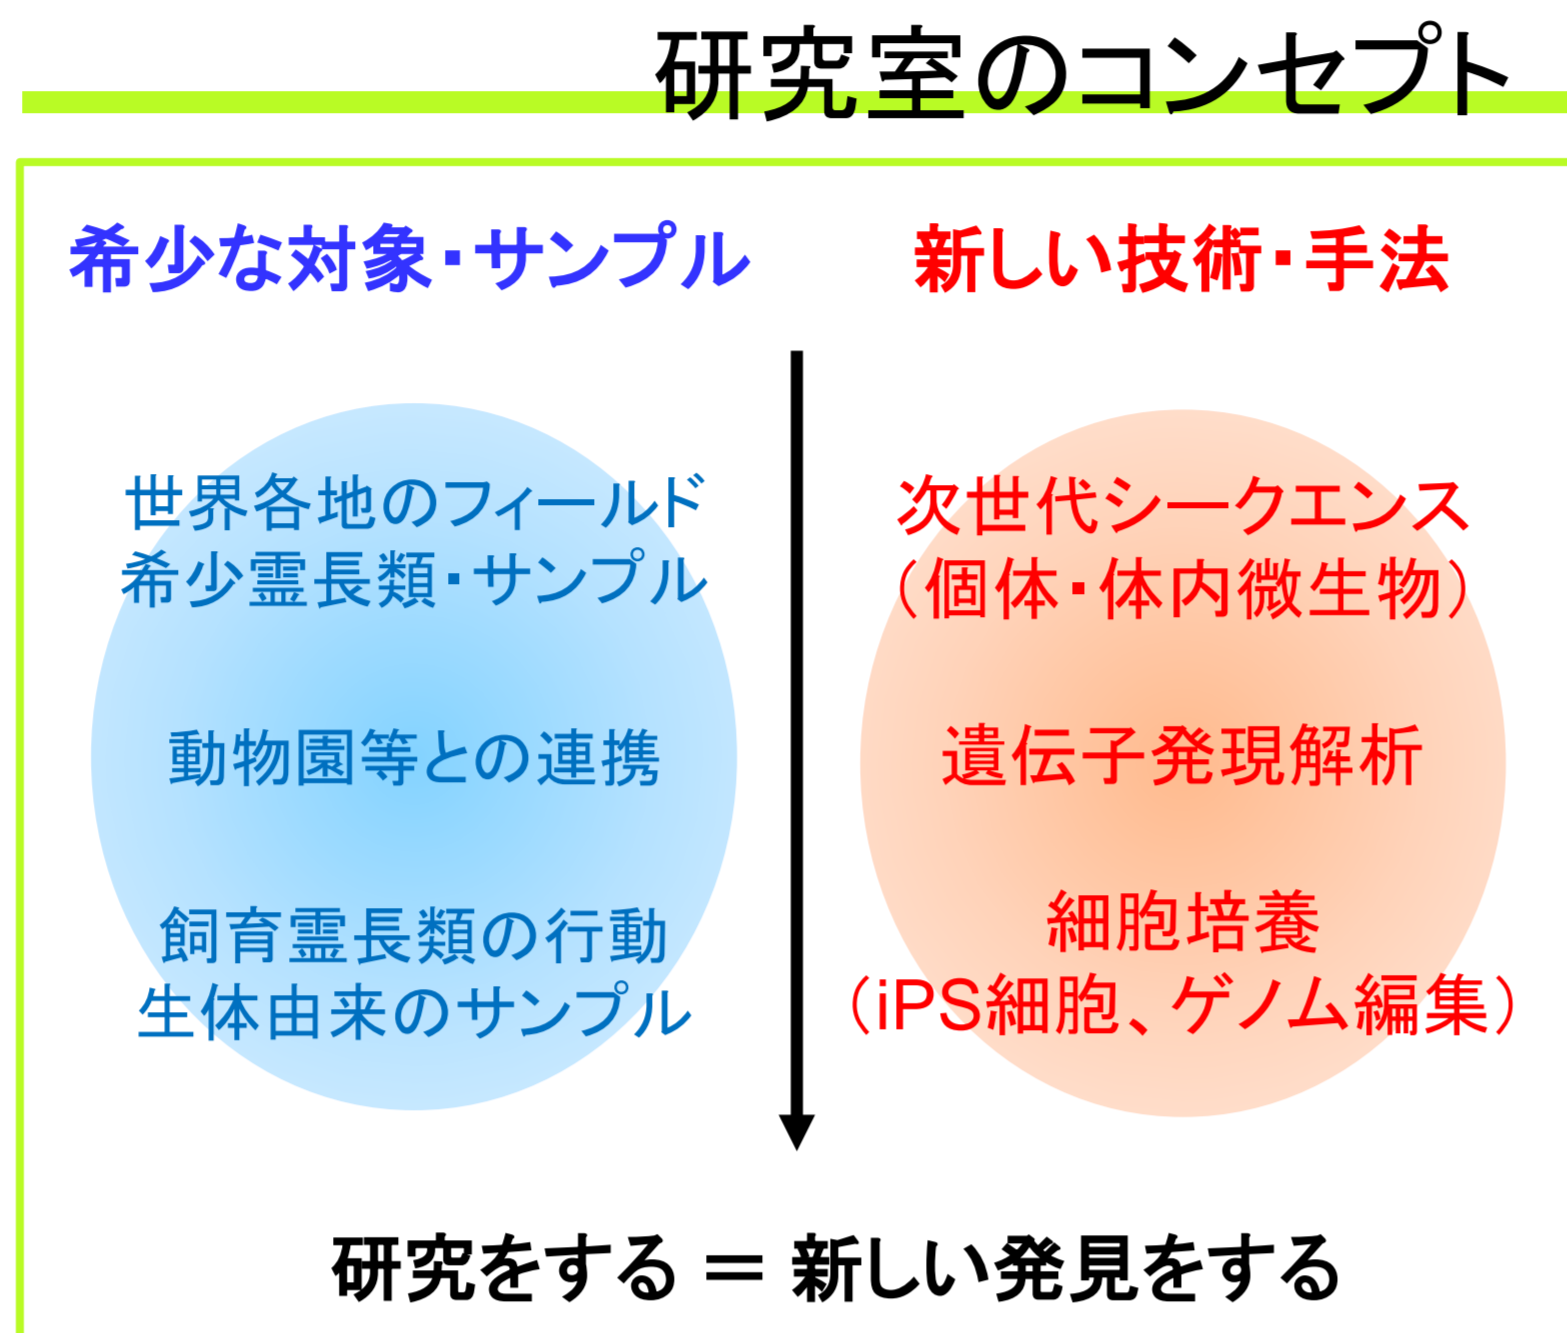 研究室のコンセプト
希少な対象・サンプル
新しい技術・手法
世界各地のフィールド
希少霊長類・サンプル
動物園等との連携
飼育霊長類の行動
生体由来のサンプル
次世代シークエンス
（個体・体内微生物）
遺伝子発現解析
細胞培養
（iPS細胞、ゲノム編集）
研究をする ＝ 新しい発見をする